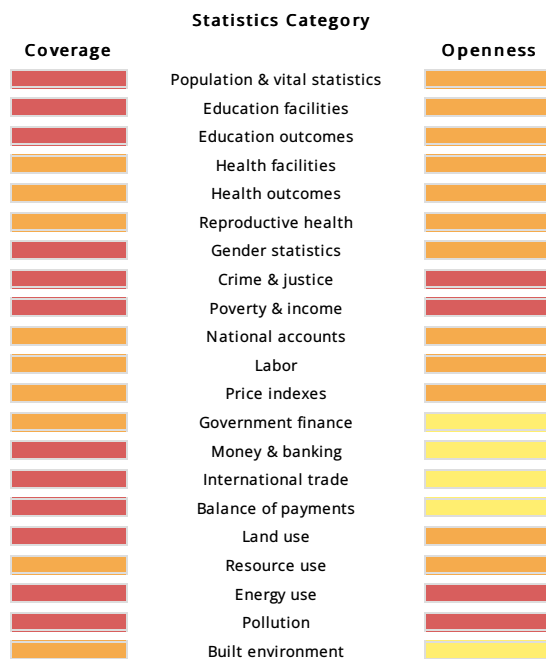 Statistics Category
Coverage
Openness
Population & vital statistics
Education facilities
Education outcomes
Health facilities
Health outcomes
Reproductive health
Gender statistics
Crime & justice
Poverty & income
National accounts
Labor
Price indexes
Government finance
Money & banking
International trade
Balance of payments
Land use
Resource use
Energy use
Pollution
Built environment